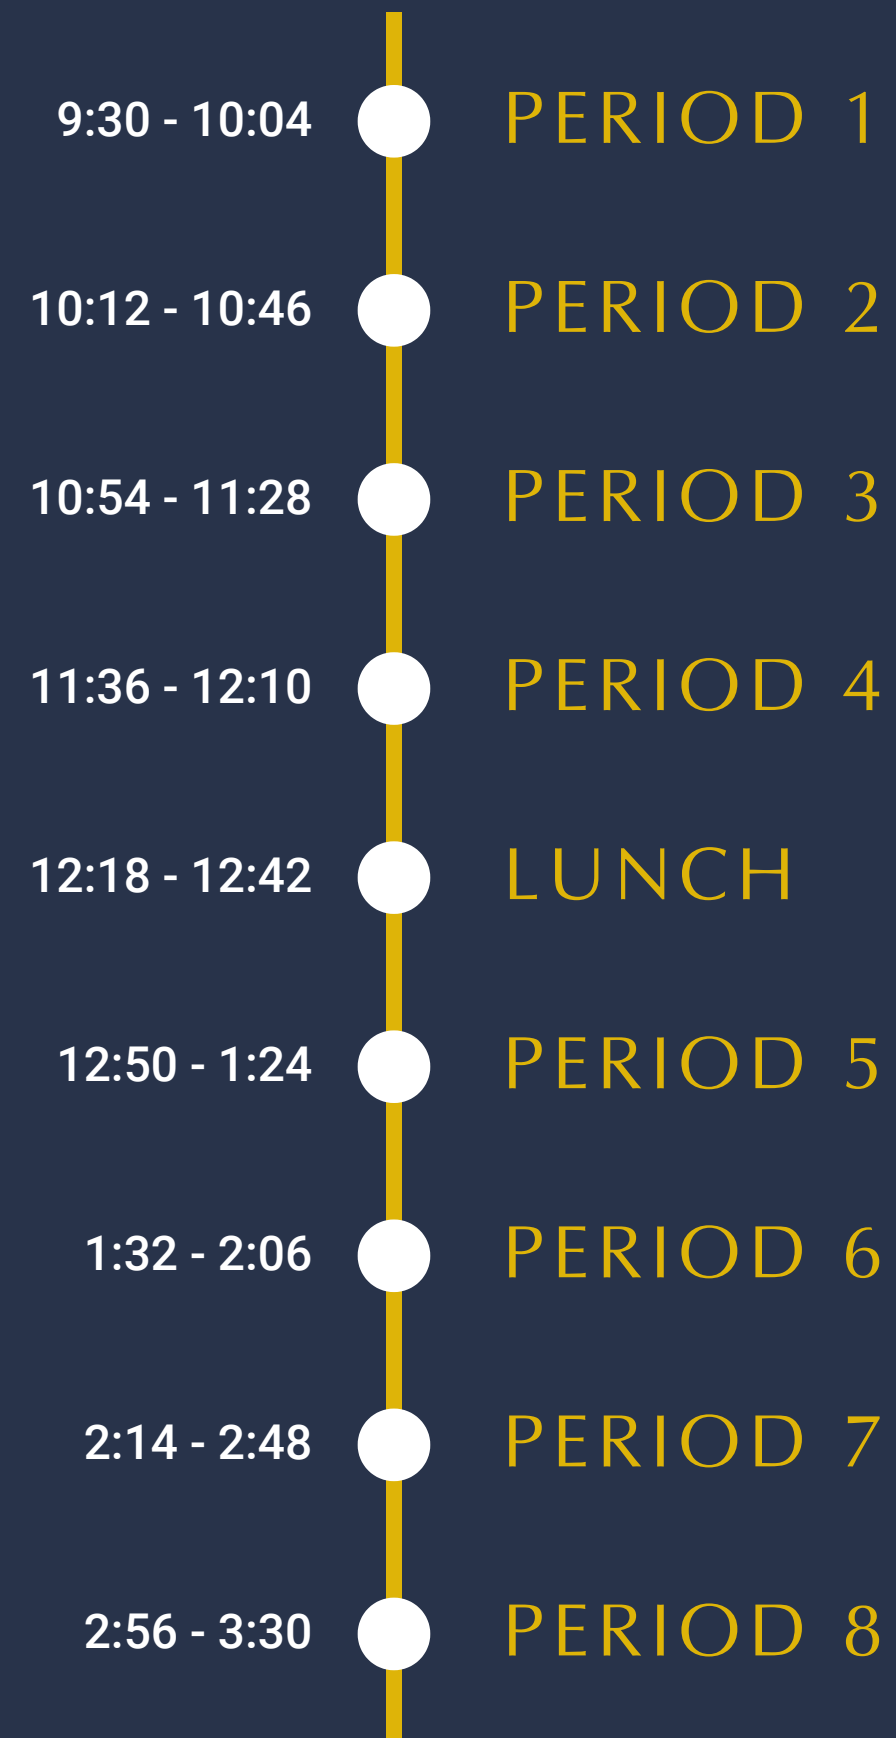 9:30 - 10:04 PERIOD 1
10:12 - 10:46 PERIOD 2
10:54 - 11:28 PERIOD 3
11:36 - 12:10 PERIOD 4
12:18 - 12:42 LUNCH
12:50 - 1:24 PERIOD 5
1:32 - 2:06 PERIOD 6
2:14 - 2:48 PERIOD 7
2:56 - 3:30 PERIOD 8